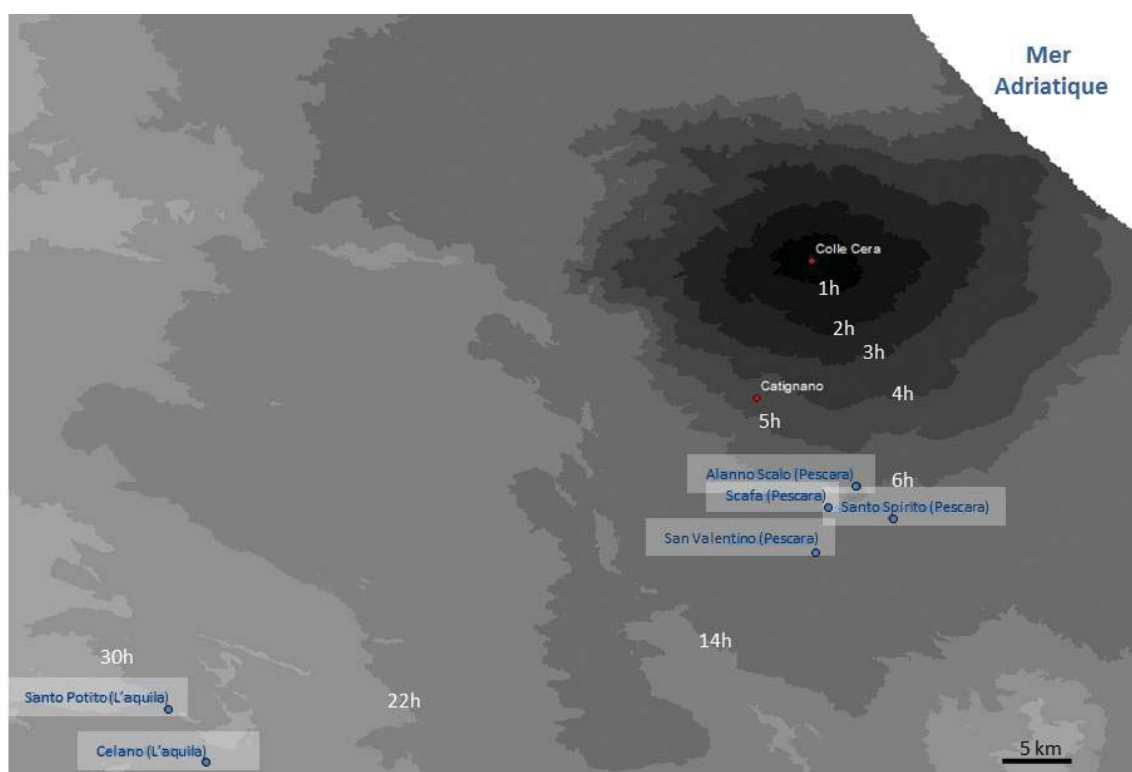 Mer
Adriatique
Colle Cera
1h
2h
3h
Catignano
4h
5h
Alanno Scalo (Pescara)
6h
Scafa (Pescara)
Santo Spirito (Pescara)
San Valentino (Pescara)
14h
30h
Santo Potito (L'aquila)
22h
Celano (L'aquila)
5 km